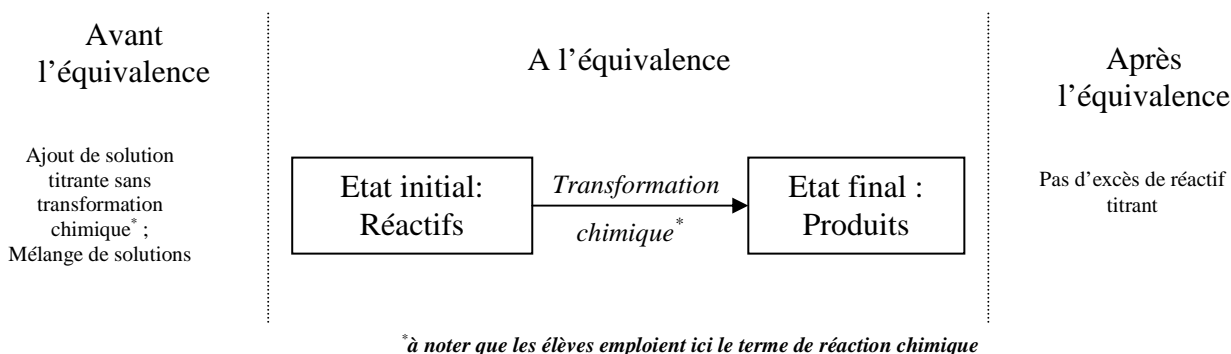 Avant
l’équivalence
A l’équivalence
Après
l’équivalence
Ajout de solution
titrante sans
transformation
chimique* ;
Mélange de solutions
Etat initial:
Réactifs
Transformation
chimique*
Etat final :
Produits
Pas d’excès de réactif
titrant
*à noter que les élèves emploient ici le terme de réaction chimique